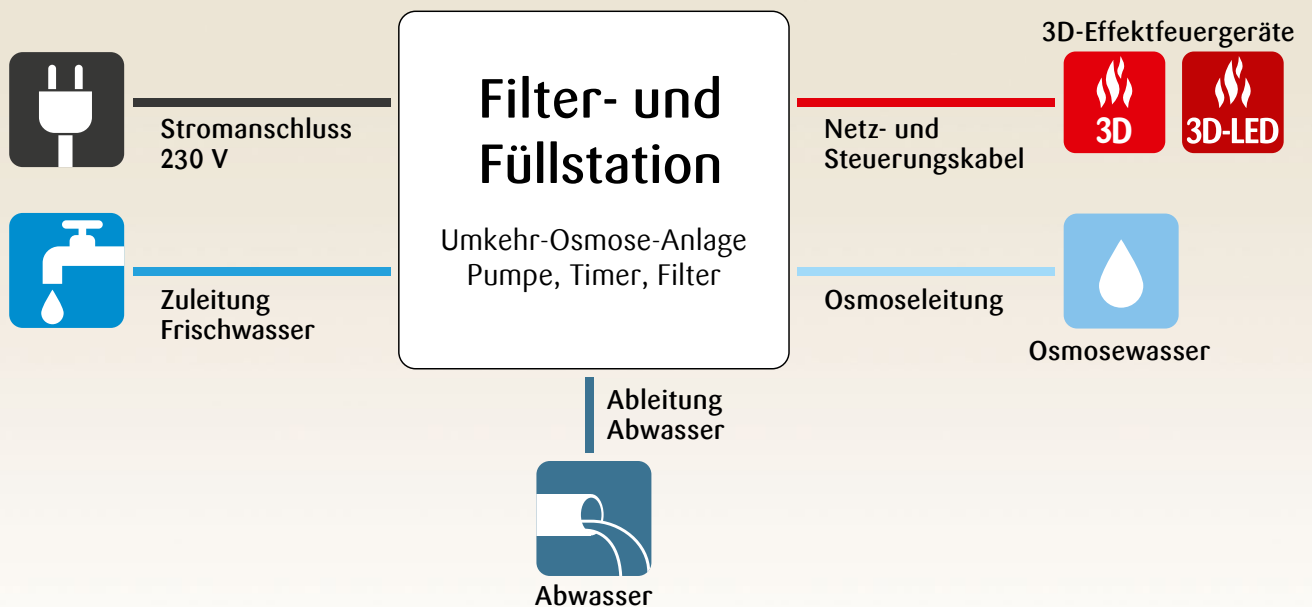 3D-Effektfeuergeräte
Filter- und
Füllstation
Umkehr-Osmose-Anlage
Pumpe, Timer, Filter
Stromanschluss
230 V
Zuleitung
Frischwasser
Netz- und
Steuerungskabel
3D
3D-LED
Osmoseleitung
Osmosewasser
Ableitung
Abwasser
Abwasser